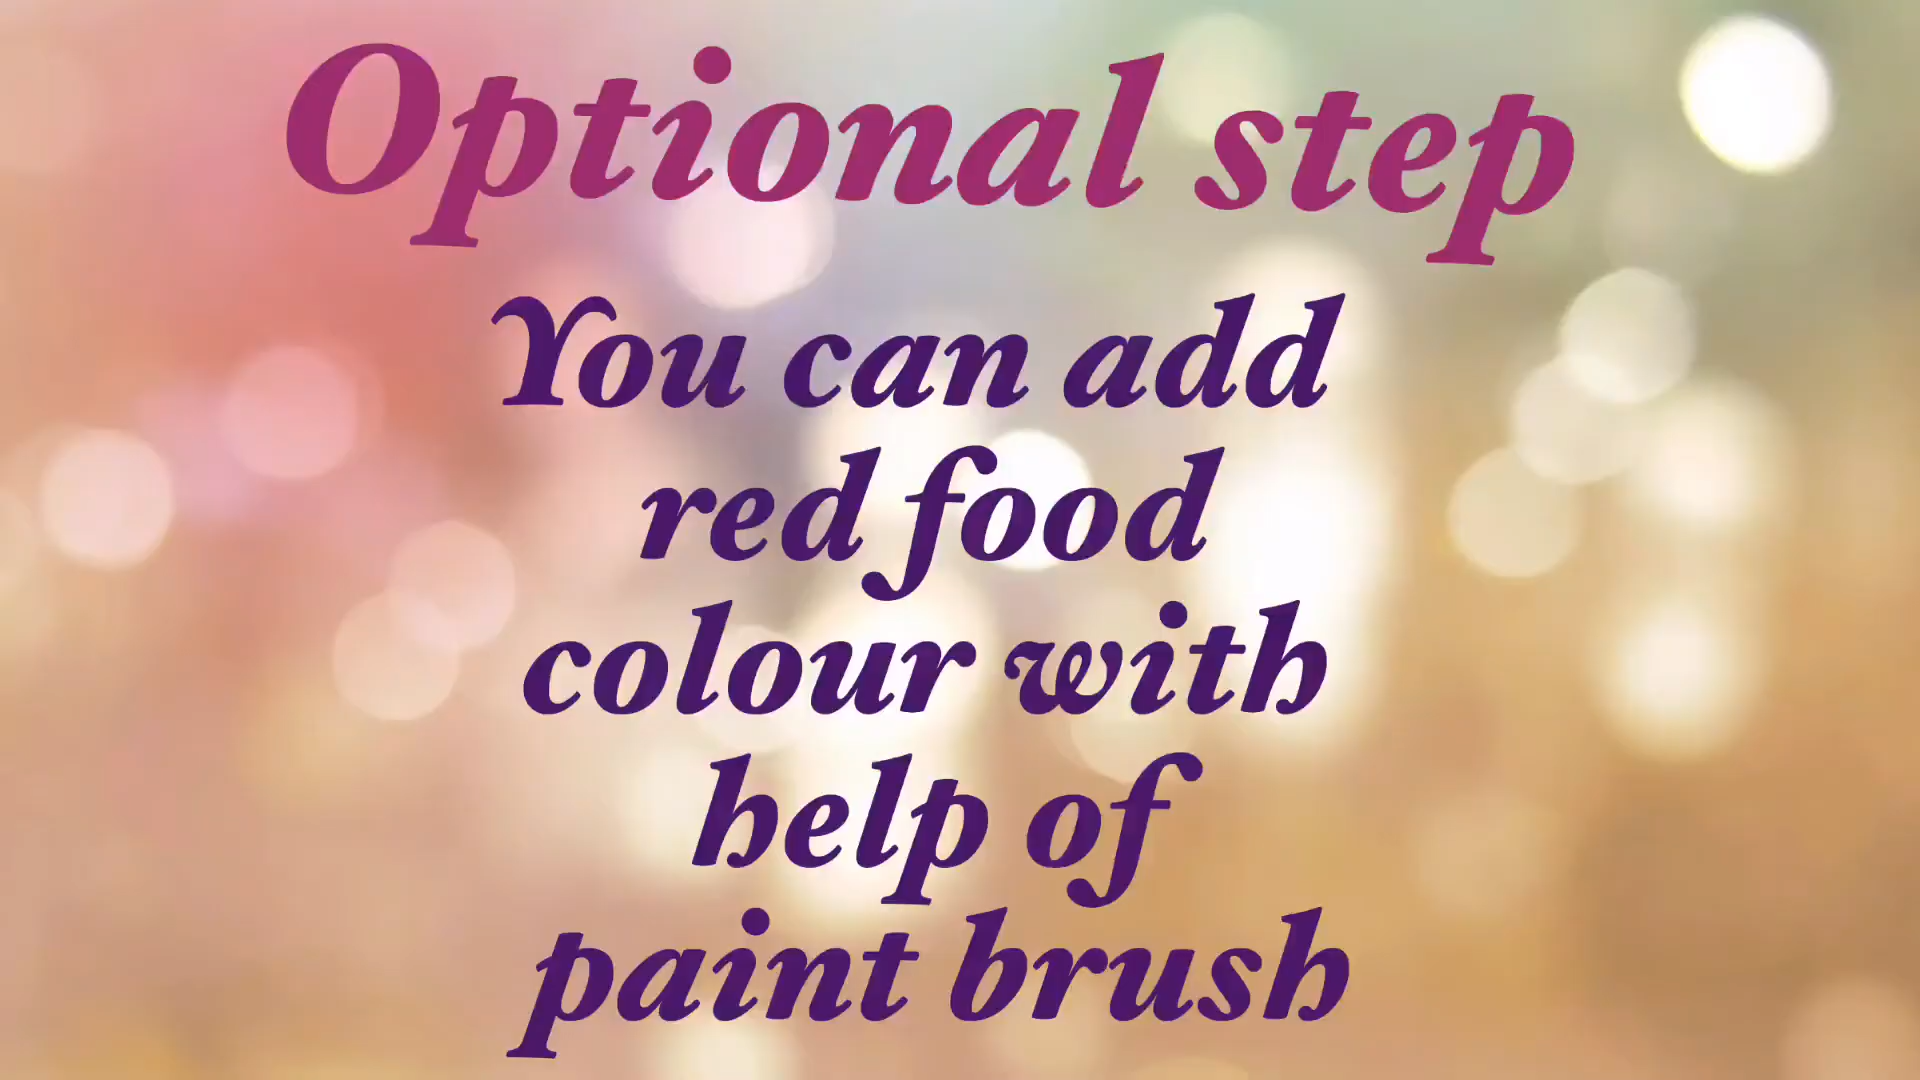 Optional step
You can add
red food
colour with
help of
paint brush